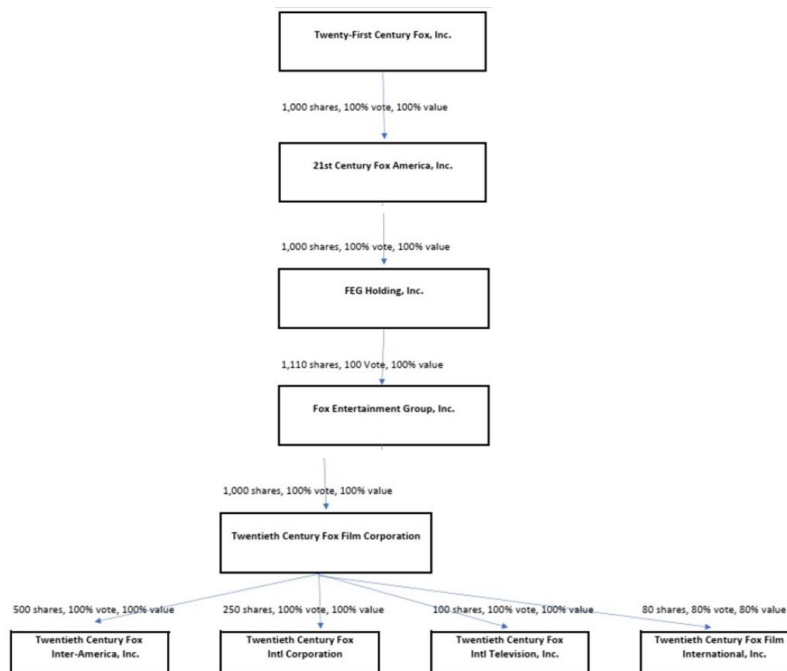 Twenty-First Century Fox, Inc.
1,000 shares, 100% vote, 100% value
21st Century Fox America, Inc.
1,000 shares, 100% vote, 100% value
FEG Holding, Inc.
1,110 shares, 100 Vote, 100% value
Fox Entertainment Group, Inc.
1,000 shares, 100% vote, 100% value
Twentieth Century Fox Film Corporation
500 shares, 100% vote, 100% value
250 shares, 100% vote, 100% value
100 shares, 100% vote, 100% value
80 shares, 80% vote, 80% value
Twentieth Century Fox
Inter-America, Inc.
Twentieth Century Fox
Intl Corporation
Twentieth Century Fox
Intl Television, Inc.
Twentieth Century Fox Film
International, Inc.